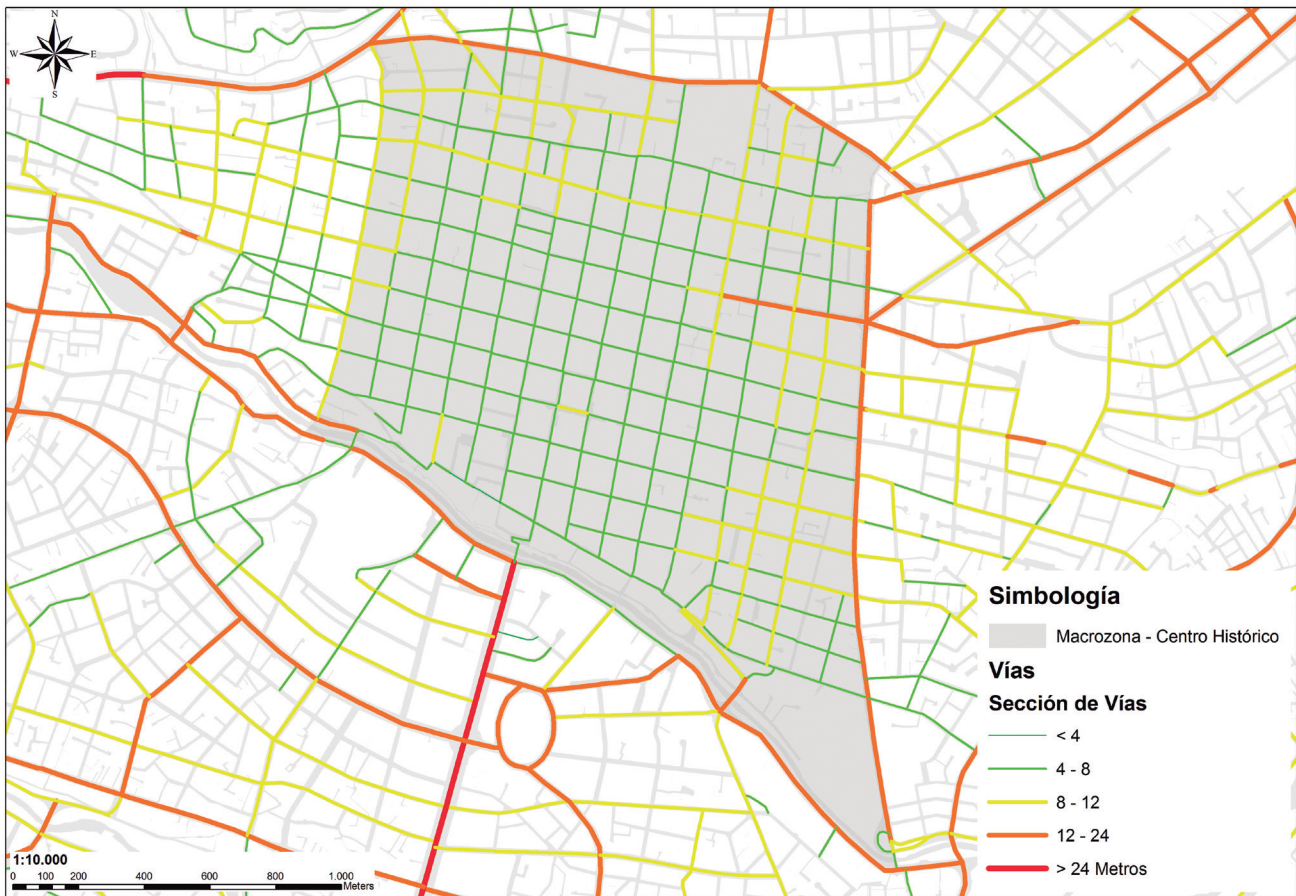 N
W E
S
Simbología
Macrozona - Centro Histórico
Vías
Sección de Vías
< 4
4 - 8
8 - 12
12 - 24
> 24 Metros
1:10.000
0 100 200 400 600 800 1.000
Meters